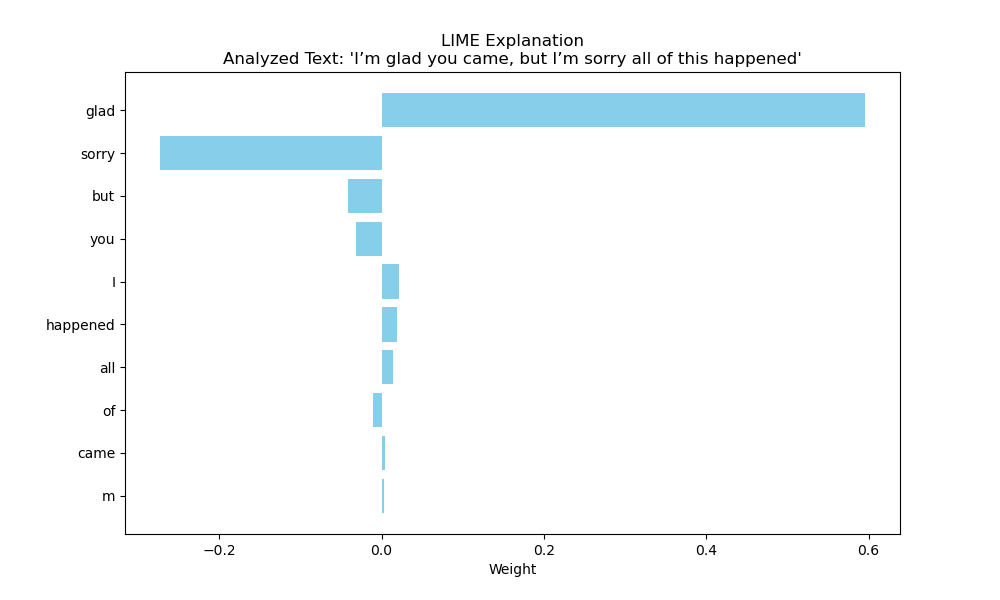 LIME Explanation
Analyzed Text: 'I’m glad you came, but I’m sorry all of this happened'
glad
sorry
but
you
I
happened
all
of
came
m
−0.2 0.0 0.2 0.4 0.6
Weight